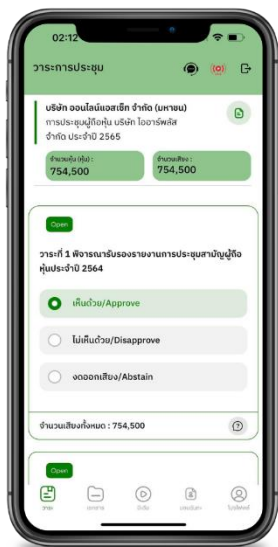 02:12
วาระการประชุม
บริษัท ออนไลน์แอสเซ็ท จำกัด (มหาชน)
การประชุมผู้ถือหุ้น บริษัท ไออาร์พลัส
จำกัด ประจำปี 2565
จำนวนหุ้น (หุ้น) :
754,500
จำนวนเสียง :
754,500
Open
วาระที่ 1 พิจารณารับรองรายงานการประชุมสามัญผู้ถือ
หุ้นประจำปี 2564
เห็นด้วย/Approve
ไม่เห็นด้วย/Disapprove
งดออกเสียง/Abstain
จำนวนเสียงทั้งหมด : 754,500
Open
วาระ
เอกสาร